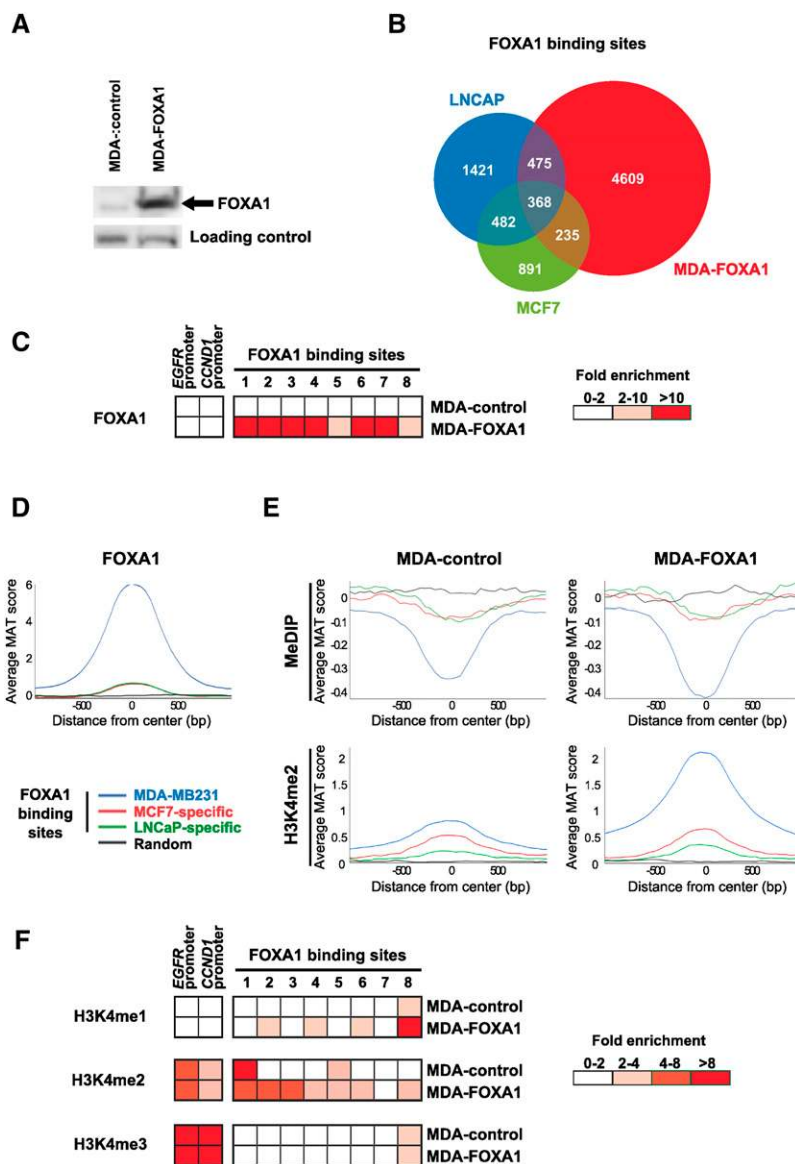 A
MDA-:control
MDA-FOXA1
FOXA1
Loading control
B
FOXA1 binding sites
LNCAP
1421
475
4609
368
482
235
891
MCF7
MDA-FOXA1
C
EGFR promoter
CCND1 promoter
FOXA1 binding sites
1 2 3 4 5 6 7 8
FOXA1
MDA-control
MDA-FOXA1
Fold enrichment
0-2 2-10 >10
D
FOXA1
Average MAT score
6
4
2
0
-500 0 500
Distance from center (bp)
FOXA1 binding sites
MDA-MB231
MCF7-specific
LNCaP-specific
Random
E
MDA-control
MDA-FOXA1
MeDIP
Average MAT score
0
-0.1
-0.2
-0.3
-0.4
-500 0 500
Distance from center (bp)
Average MAT score
0
-0.1
-0.2
-0.3
-0.4
-500 0 500
Distance from center (bp)
H3K4me2
Average MAT score
2
1.5
1
0.5
0
-500 0 500
Distance from center (bp)
Average MAT score
2
1.5
1
0.5
0
-500 0 500
Distance from center (bp)
F
EGFR promoter
CCND1 promoter
FOXA1 binding sites
1 2 3 4 5 6 7 8
H3K4me1
MDA-control
MDA-FOXA1
H3K4me2
MDA-control
MDA-FOXA1
H3K4me3
MDA-control
MDA-FOXA1
Fold enrichment
0-2 2-4 4-8 >8